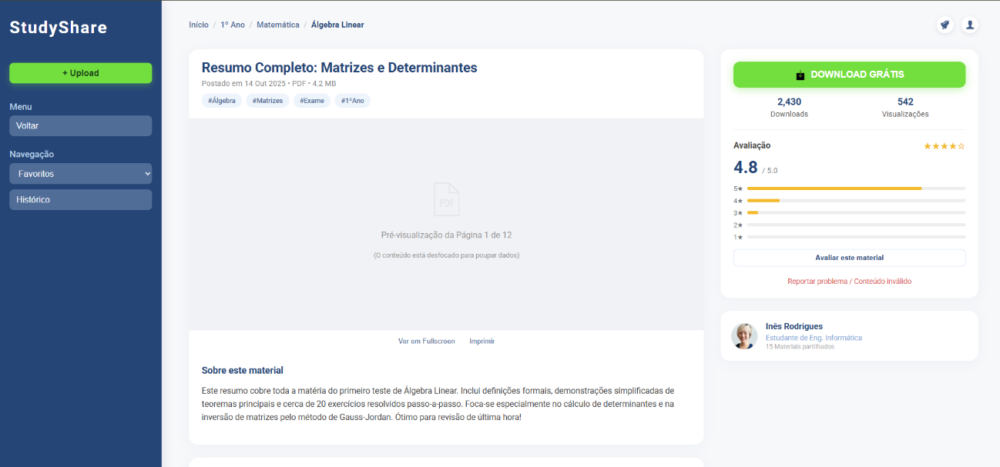 StudyShare
+ Upload
Menu
Voltar
Navegação
Favoritos
Histórico
Início / 1º Ano / Matemática / Álgebra Linear
Resumo Completo: Matrizes e Determinantes
Postado em 14 Out 2025 • PDF • 4.2 MB
#Álgebra #Matrizes #Exame #1ºAno
PDF
Pré-visualização da Página 1 de 12
(O conteúdo está desfocado para poupar dados)
Ver em Fullscreen Imprimir
Sobre este material
Este resumo cobre toda a matéria do primeiro teste de Álgebra Linear. Inclui definições formais, demonstrações simplificadas de
teoremas principais e cerca de 20 exercícios resolvidos passo-a-passo. Foca-se especialmente no cálculo de determinantes e na
inversão de matrizes pelo método de Gauss-Jordan. Ótimo para revisão de última hora!
DOWNLOAD GRÁTIS
2,430 542
Downloads Visualizações
Avaliação ★★★★☆
4.8 / 5.0
5★
4★
3★
2★
1★
Avaliar este material
Reportar problema / Conteúdo inválido
Inês Rodrigues
Estudante de Eng. Informática
15 Materiais partilhados